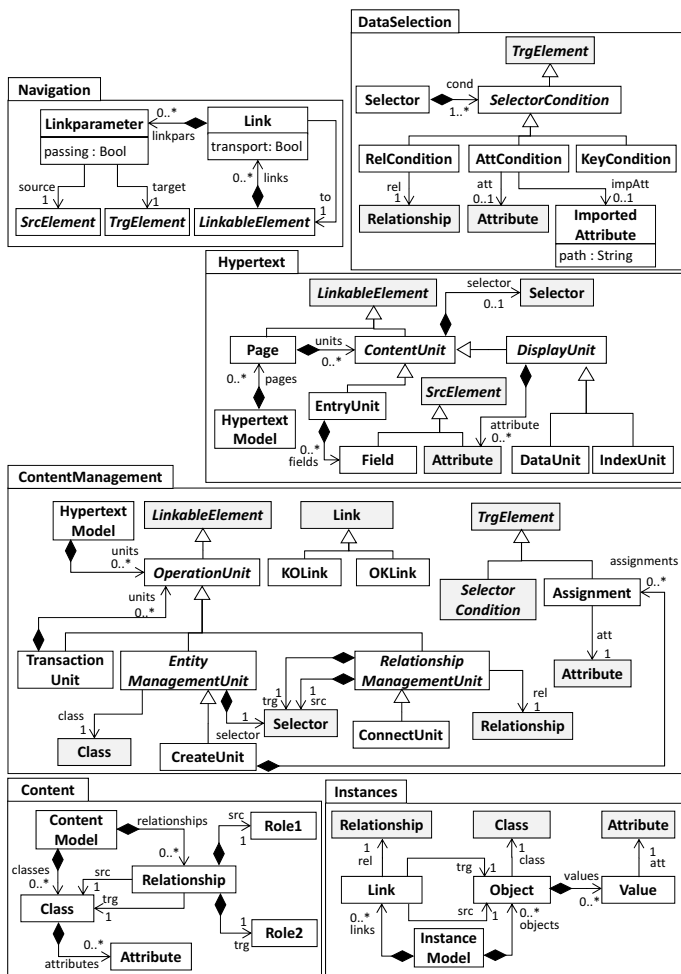 DataSelection
TrgElement
Selector
cond
1..*
SelectorCondition
RelCondition
AttCondition
KeyCondition
rel
1
att
0..1
impAtt
0..1
Relationship
Attribute
Imported
Attribute
path : String
Navigation
Linkparameter
passing : Bool
0..*
linkpars
Link
transport: Bool
source
1
target
1
0..*
links
to
1
SrcElement
TrgElement
LinkableElement
Hypertext
LinkableElement
selector
0..1
Selector
Page
units
0..*
ContentUnit
DisplayUnit
0..*
pages
Hypertext
Model
EntryUnit
SrcElement
attribute
0..*
0..*
fields
Field
Attribute
DataUnit
IndexUnit
ContentManagement
Hypertext
Model
LinkableElement
Link
TrgElement
units
0..*
OperationUnit
KOLink
OKLink
Selector
Condition
Assignment
assignments
0..*
units
0..*
att
1
Attribute
Transaction
Unit
Entity
ManagementUnit
Relationship
ManagementUnit
class
1
Class
selector
1
trg
1
src
1
Selector
rel
1
Relationship
CreateUnit
ConnectUnit
Content
Content
Model
relationships
0..*
src
1
Role1
classes
0..*
src
1
Relationship
Class
trg
1
1
trg
Role2
attributes
0..*
Attribute
Instances
Relationship
Class
Attribute
1
rel
1
class
1
att
Link
trg
1
Object
values
0..*
Value
src
1
0..*
links
Instance
Model
0..*
objects